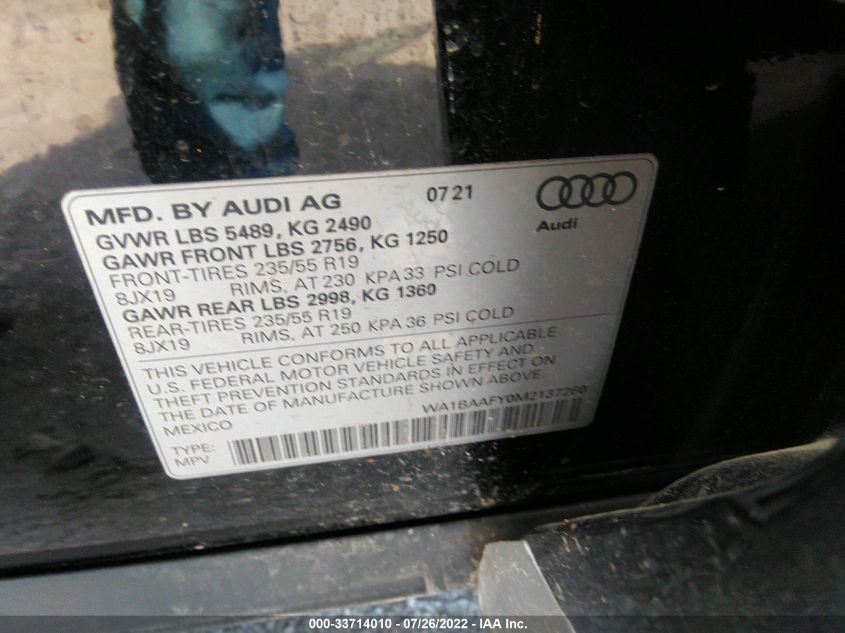 MFD. BY AUDI AG 0721
GVWR LBS 5489, KG 2490
GAWR FRONT LBS 2756, KG 1250
FRONT-TIRES 235/55 R19
8JX19 RIMS, AT 230 KPA 33 PSI COLD
GAWR REAR LBS 2998, KG 1360
REAR-TIRES 235/55 R19
8JX19 RIMS, AT 250 KPA 36 PSI COLD
Audi
THIS VEHICLE CONFORMS TO ALL APPLICABLE
U.S. FEDERAL MOTOR VEHICLE SAFETY AND
THEFT PREVENTION STANDARDS IN EFFECT ON
THE DATE OF MANUFACTURE SHOWN ABOVE.
MEXICO WA1BAAFY0M2137260
TYPE:
MPV
000-33714010 - 07/26/2022 - IAA Inc.